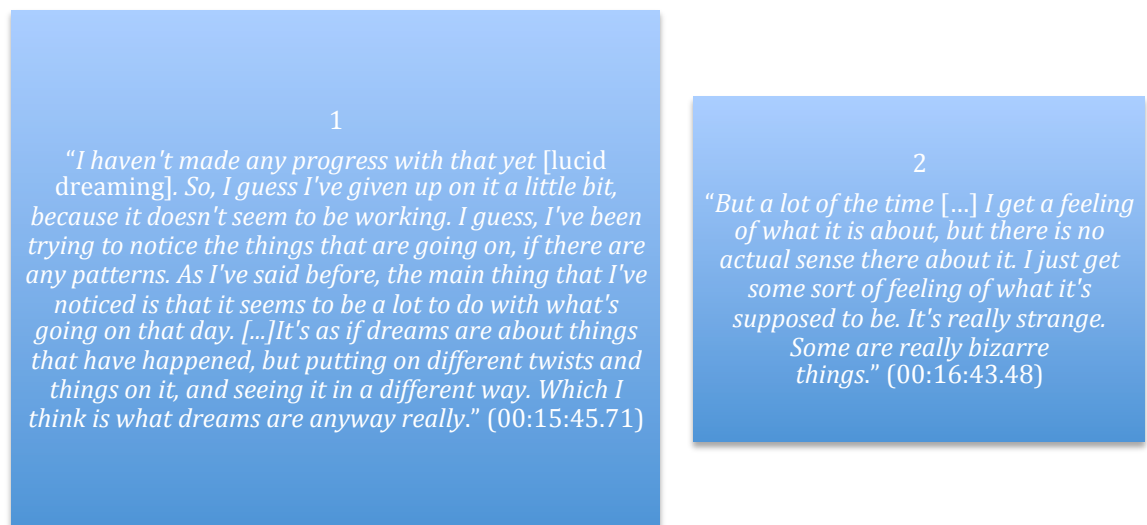 1
“I haven't made any progress with that yet [lucid
dreaming]. So, I guess I've given up on it a little bit,
because it doesn't seem to be working. I guess, I've been
trying to notice the things that are going on, if there are
any patterns. As I've said before, the main thing that I've
noticed is that it seems to be a lot to do with what's
going on that day. [...]It's as if dreams are about things
that have happened, but putting on different twists and
things on it, and seeing it in a different way. Which I
think is what dreams are anyway really.” (00:15:45.71)
2
“But a lot of the time [...] I get a feeling
of what it is about, but there is no
actual sense there about it. I just get
some sort of feeling of what it's
supposed to be. It's really strange.
Some are really bizarre
things.” (00:16:43.48)